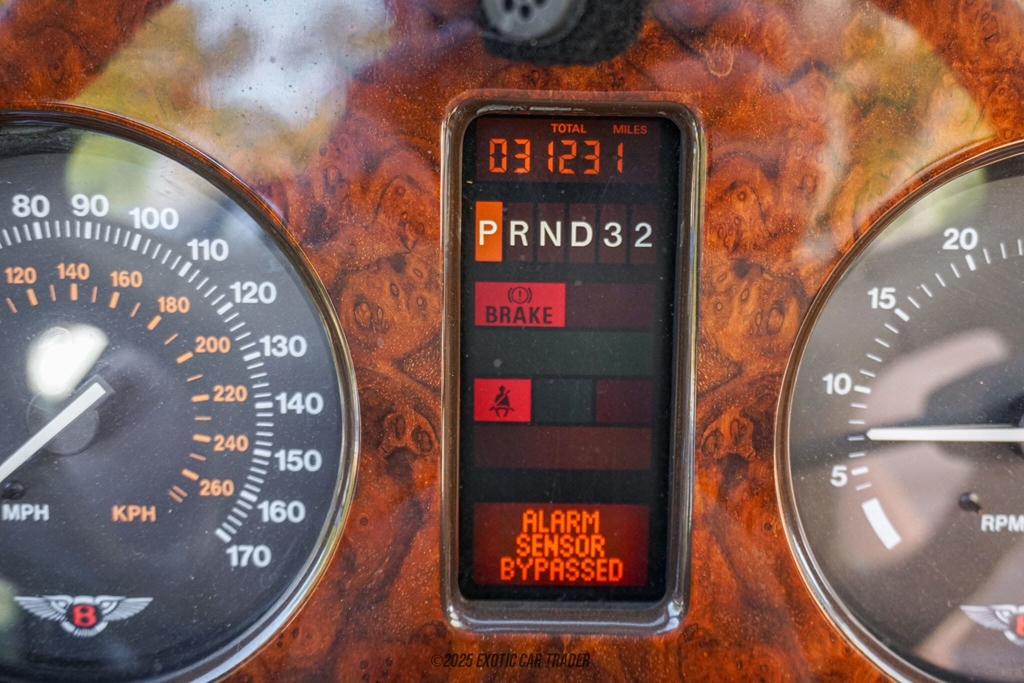 TOTAL MILES
031231
PRND32
BRAKE
ALARM
SENSOR
BYPASSED
80 90 100 110 120 130 140 150 160 170
120 140 160 180 200 220 240 260
MPH KPH
B
20
15
10
5
RPM
©2025 EXOTIC CAR TRADER